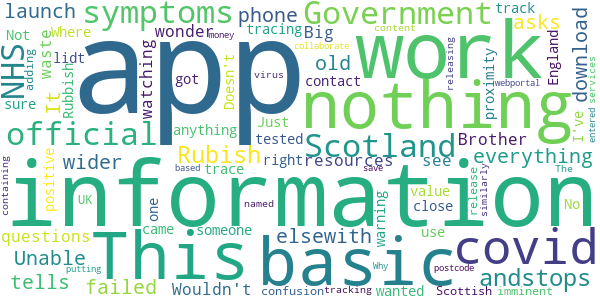 launch symptoms phone Government asks track download
Not Where wonder tracing Big work
NHS waste lidt adding watching app old England proximity releasing content services
It Rubbish Doesn't got money contact collaborate webportal
sure virus nothing I've entered
official anything Just tested Scotland Brother
positive wider Rubish right resources see everything
containing trace information release similarly
UK based one named save value The No
questions This came someone elsewith close warning use covid
Unable basic Why postcode andstops
tells putting failed Wouldn't confusion tracking wanted Scottish imminent